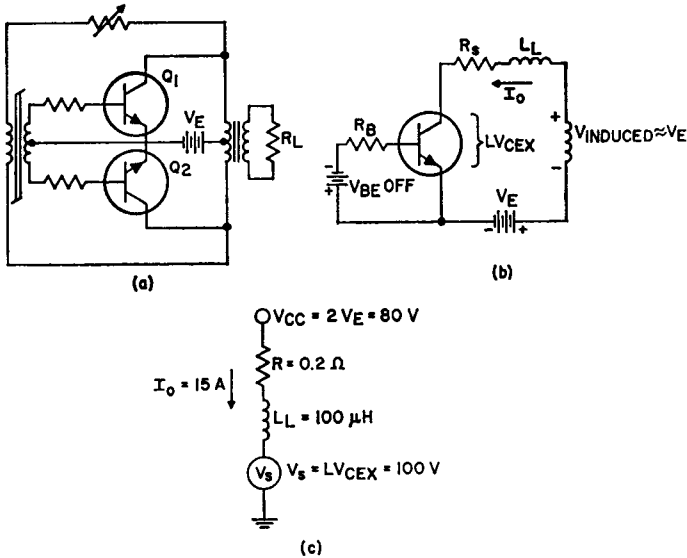 Q1
VE
RL
Q2
(a)
RS
LL
IO
RB
LVCEX
+
VINDUCED≈VE
-
-
+
VBE OFF
VE
- +
(b)
VCC = 2 VE = 80 V
R = 0.2 Ω
IO = 15 A
LL = 100 μH
VS
VS = LVCEX = 100 V
(c)